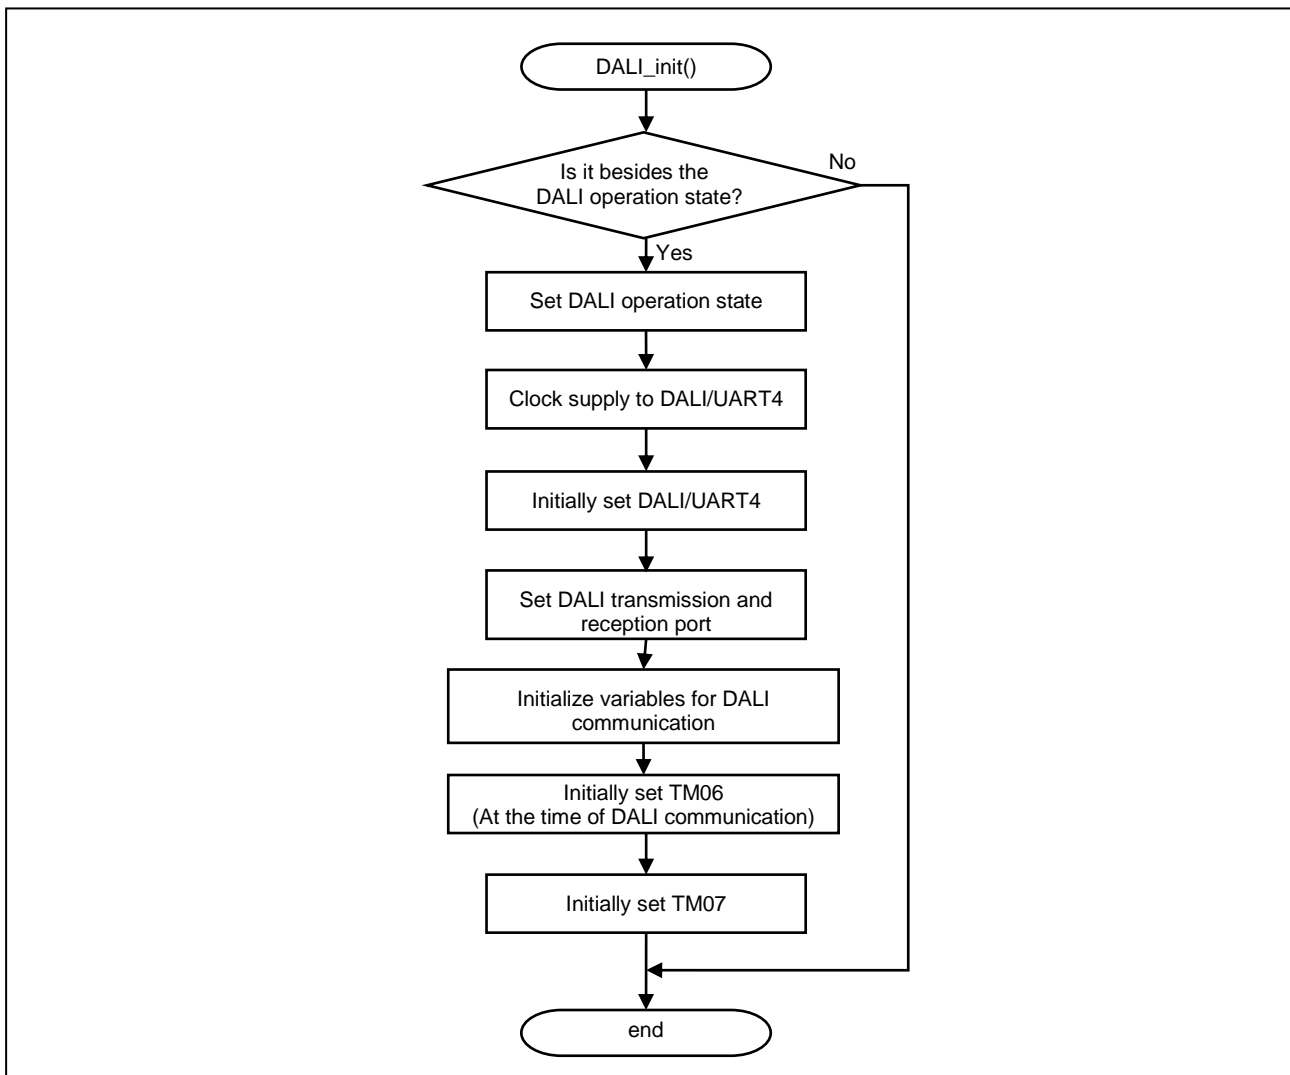 DALI_init()
Is it besides the
DALI operation state?
No
Yes
Set DALI operation state
Clock supply to DALI/UART4
Initially set DALI/UART4
Set DALI transmission and
reception port
Initialize variables for DALI
communication
Initially set TM06
(At the time of DALI communication)
Initially set TM07
end